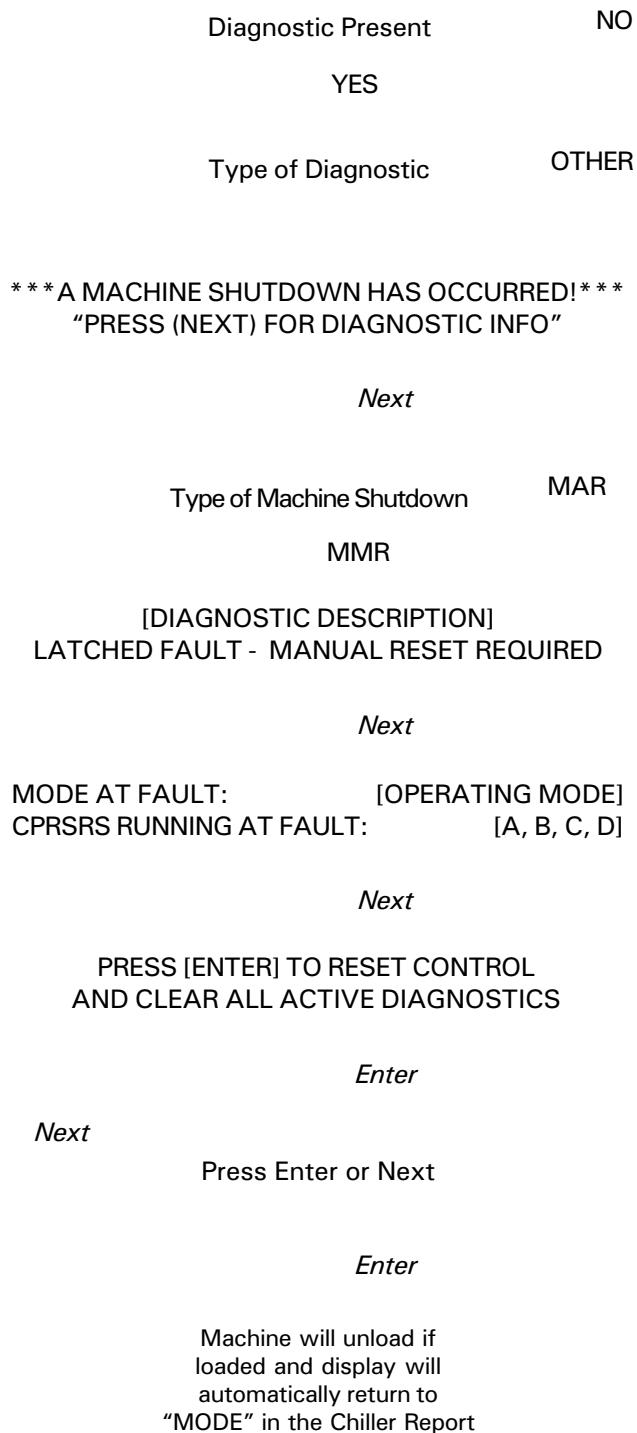 Diagnostic Present NO
YES
Type of Diagnostic OTHER
***A MACHINE SHUTDOWN HAS OCCURRED!***
“PRESS (NEXT) FOR DIAGNOSTIC INFO”
Next
Type of Machine Shutdown MAR
MMR
[DIAGNOSTIC DESCRIPTION]
LATCHED FAULT - MANUAL RESET REQUIRED
Next
MODE AT FAULT: [OPERATING MODE]
CPRSRS RUNNING AT FAULT: [A, B, C, D]
Next
PRESS [ENTER] TO RESET CONTROL
AND CLEAR ALL ACTIVE DIAGNOSTICS
Enter
Next
Press Enter or Next
Enter
Machine will unload if
loaded and display will
automatically return to
“MODE” in the Chiller Report